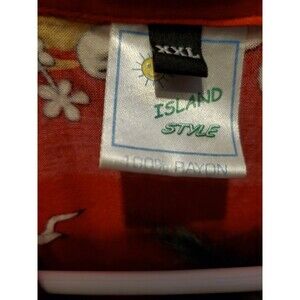 XXL
ISLAND
STYLE
100% RAYON